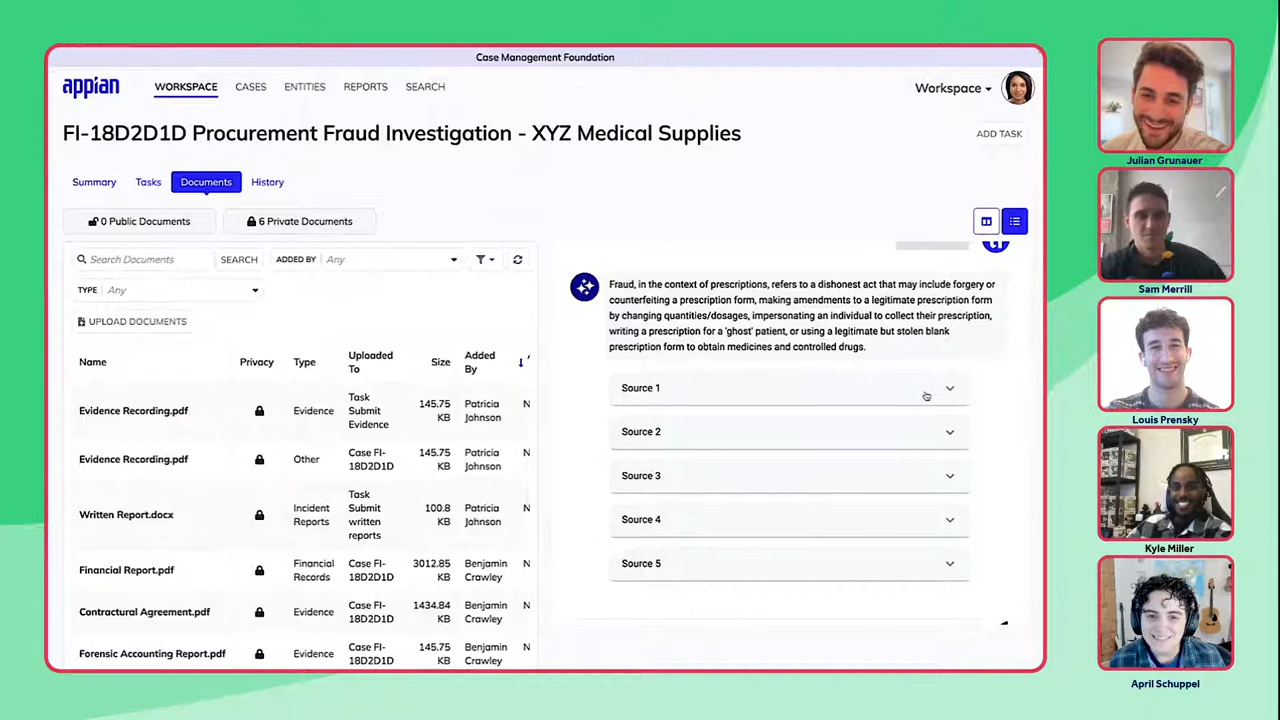 Case Management Foundation
appian
WORKSPACE CASES ENTITIES REPORTS SEARCH
Workspace
FI-18D2D1D Procurement Fraud Investigation - XYZ Medical Supplies
ADD TASK
Summary Tasks Documents History
0 Public Documents 6 Private Documents
Search Documents SEARCH ADDED BY Any
TYPE Any
UPLOAD DOCUMENTS
Name Privacy Type Uploaded To Size Added By
Evidence Recording.pdf Evidence Task Submit Evidence 145.75 KB Patricia Johnson N
Evidence Recording.pdf Other Case FI-18D2D1D 145.75 KB Patricia Johnson N
Written Report.docx Incident Reports Task Submit written reports 100.8 KB Patricia Johnson N
Financial Report.pdf Financial Records Case FI-18D2D1D 3012.85 KB Benjamin Crawley N
Contractural Agreement.pdf Evidence Case FI-18D2D1D 1434.84 KB Benjamin Crawley N
Forensic Accounting Report.pdf Evidence Case FI-18D2D1D 145.75 KB Benjamin Crawley N
Fraud, in the context of prescriptions, refers to a dishonest act that may include forgery or
counterfeiting a prescription form, making amendments to a legitimate prescription form
by changing quantities/dosages, impersonating an individual to collect their prescription,
writing a prescription for a 'ghost' patient, or using a legitimate but stolen blank
prescription form to obtain medicines and controlled drugs.
Source 1
Source 2
Source 3
Source 4
Source 5
Julian Grunauer
Sam Merrill
Louis Prensky
Kyle Miller
April Schuppel